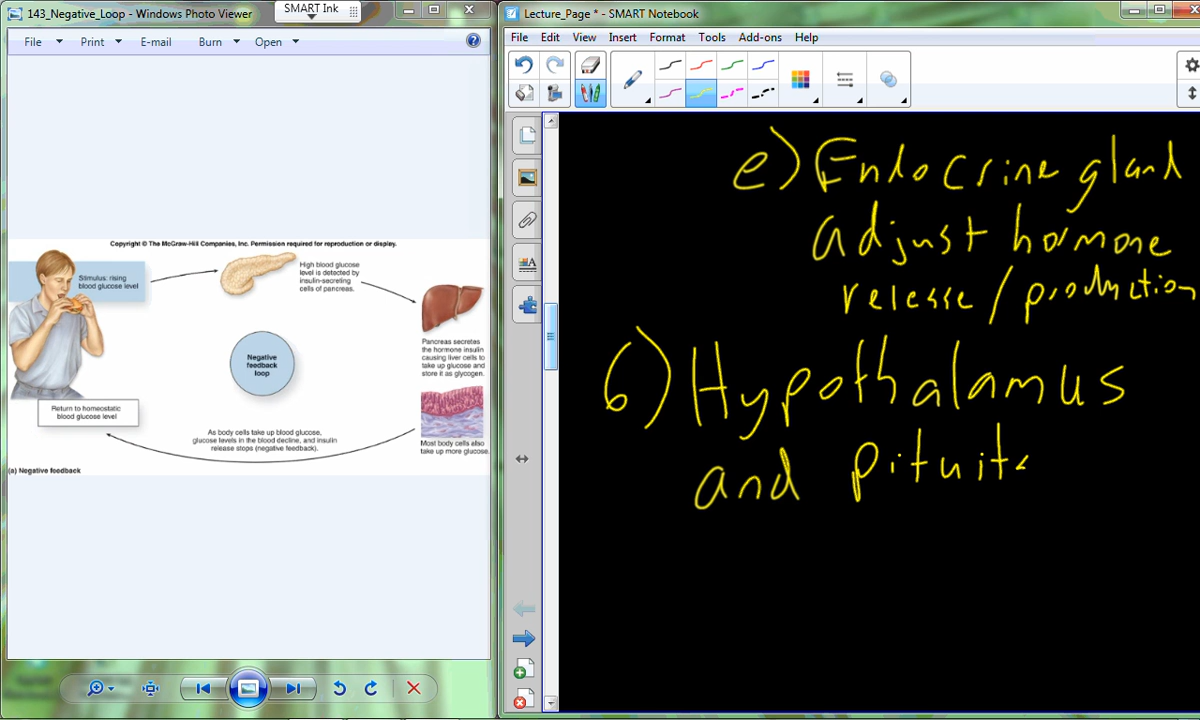 143_Negative_Loop - Windows Photo Viewer
SMART Ink
File Print E-mail Burn Open
Copyright © The McGraw-Hill Companies, Inc. Permission required for reproduction or display.
Stimulus: rising
blood glucose level
High blood glucose
level is detected by
insulin-secreting
cells of pancreas.
Negative
feedback
loop
Pancreas secretes
the hormone insulin
causing liver cells to
take up glucose and
store it as glycogen.
Return to homeostatic
blood glucose level
As body cells take up blood glucose,
glucose levels in the blood decline, and insulin
release stops (negative feedback).
Most body cells also
take up more glucose.
(a) Negative feedback
Lecture_Page * - SMART Notebook
File Edit View Insert Format Tools Add-ons Help
e) Endocrine gland
adjust hormone
release/production
6) Hypothalamus
and pituit